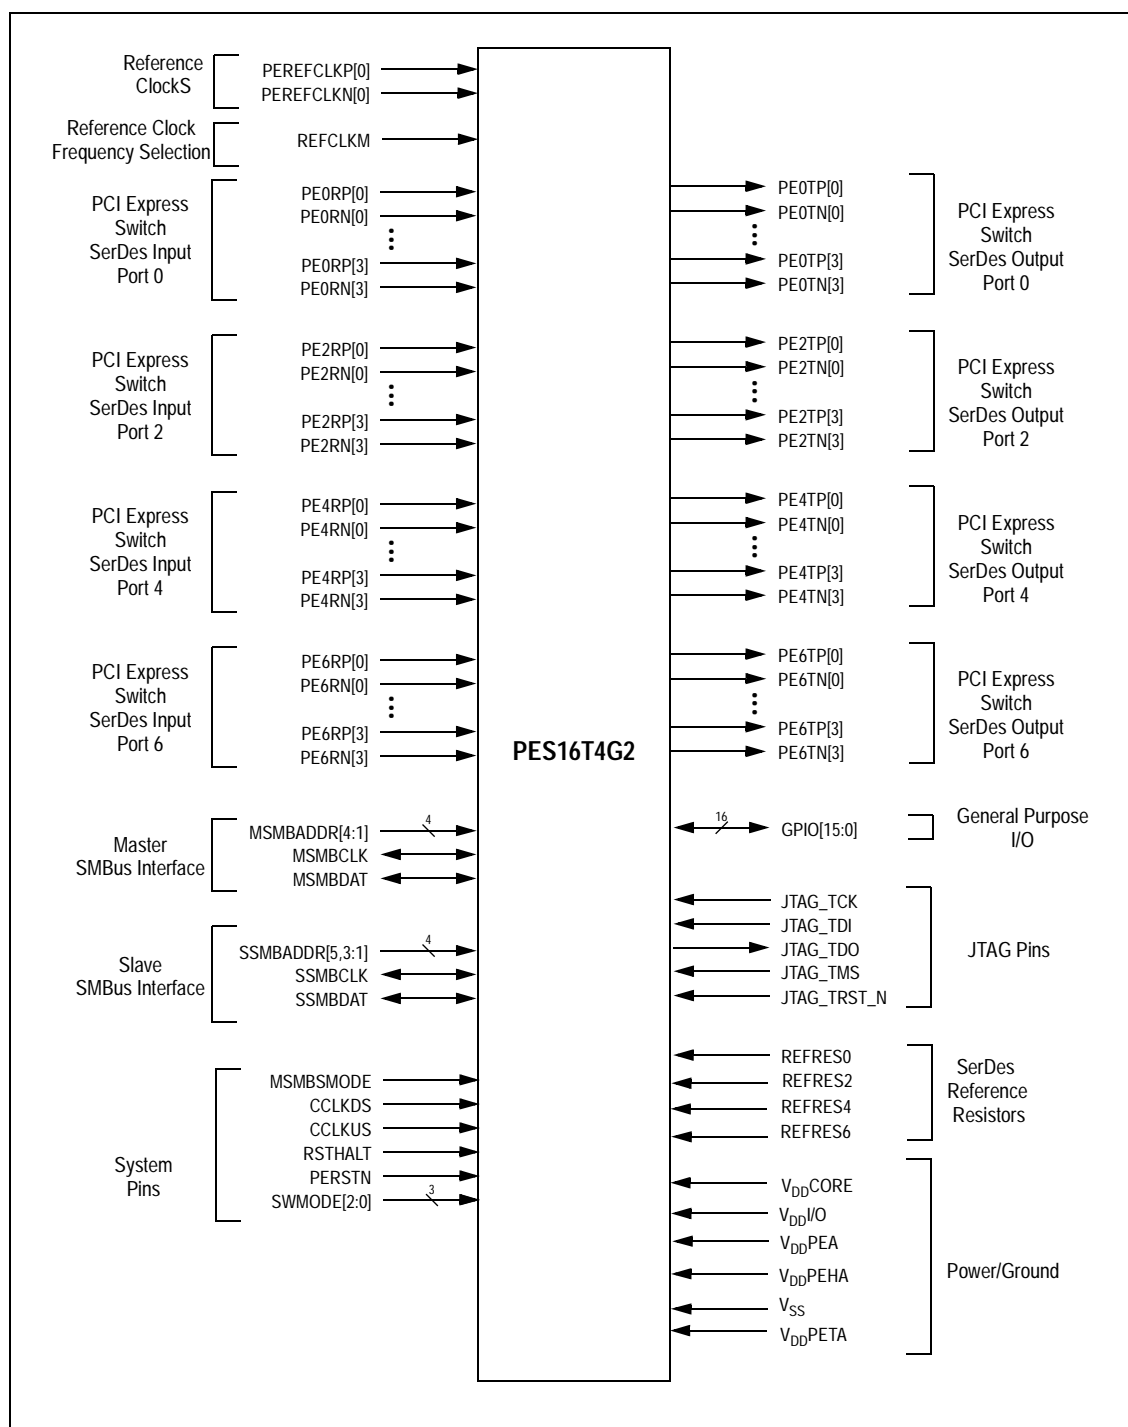 Reference
ClockS
PEREFCLKP[0]
PEREFCLKN[0]
Reference Clock
Frequency Selection
REFCLKM
PCI Express
Switch
SerDes Input
Port 0
PE0RP[0]
PE0RN[0]
PE0RP[3]
PE0RN[3]
PCI Express
Switch
SerDes Input
Port 2
PE2RP[0]
PE2RN[0]
PE2RP[3]
PE2RN[3]
PCI Express
Switch
SerDes Input
Port 4
PE4RP[0]
PE4RN[0]
PE4RP[3]
PE4RN[3]
PCI Express
Switch
SerDes Input
Port 6
PE6RP[0]
PE6RN[0]
PE6RP[3]
PE6RN[3]
Master
SMBus Interface
MSMBADDR[4:1]
4
MSMBCLK
MSMBDAT
Slave
SMBus Interface
SSMBADDR[5,3:1]
4
SSMBCLK
SSMBDAT
System
Pins
MSMBSMODE
CCLKDS
CCLKUS
RSTHALT
PERSTN
SWMODE[2:0]
3
PES16T4G2
PE0TP[0]
PE0TN[0]
PE0TP[3]
PE0TN[3]
PCI Express
Switch
SerDes Output
Port 0
PE2TP[0]
PE2TN[0]
PE2TP[3]
PE2TN[3]
PCI Express
Switch
SerDes Output
Port 2
PE4TP[0]
PE4TN[0]
PE4TP[3]
PE4TN[3]
PCI Express
Switch
SerDes Output
Port 4
PE6TP[0]
PE6TN[0]
PE6TP[3]
PE6TN[3]
PCI Express
Switch
SerDes Output
Port 6
16
GPIO[15:0]
General Purpose
I/O
JTAG_TCK
JTAG_TDI
JTAG_TDO
JTAG_TMS
JTAG_TRST_N
JTAG Pins
REFRES0
REFRES2
REFRES4
REFRES6
SerDes
Reference
Resistors
VDDCORE
VDDI/O
VDDPEA
VDDPEHA
VSS
VDDPETA
Power/Ground